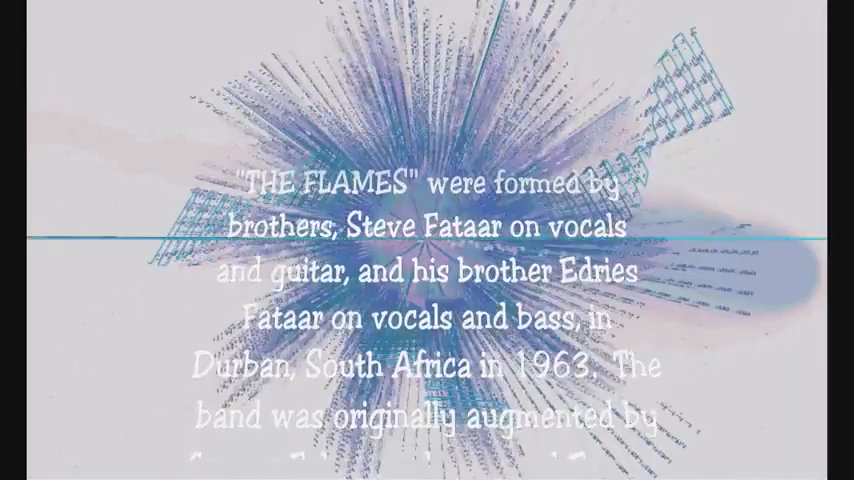 "THE FLAMES" were formed by
brothers, Steve Fataar on vocals
and guitar, and his brother Edries
Fataar on vocals and bass, in
Durban, South Africa in 1963. The
band was originally augmented by